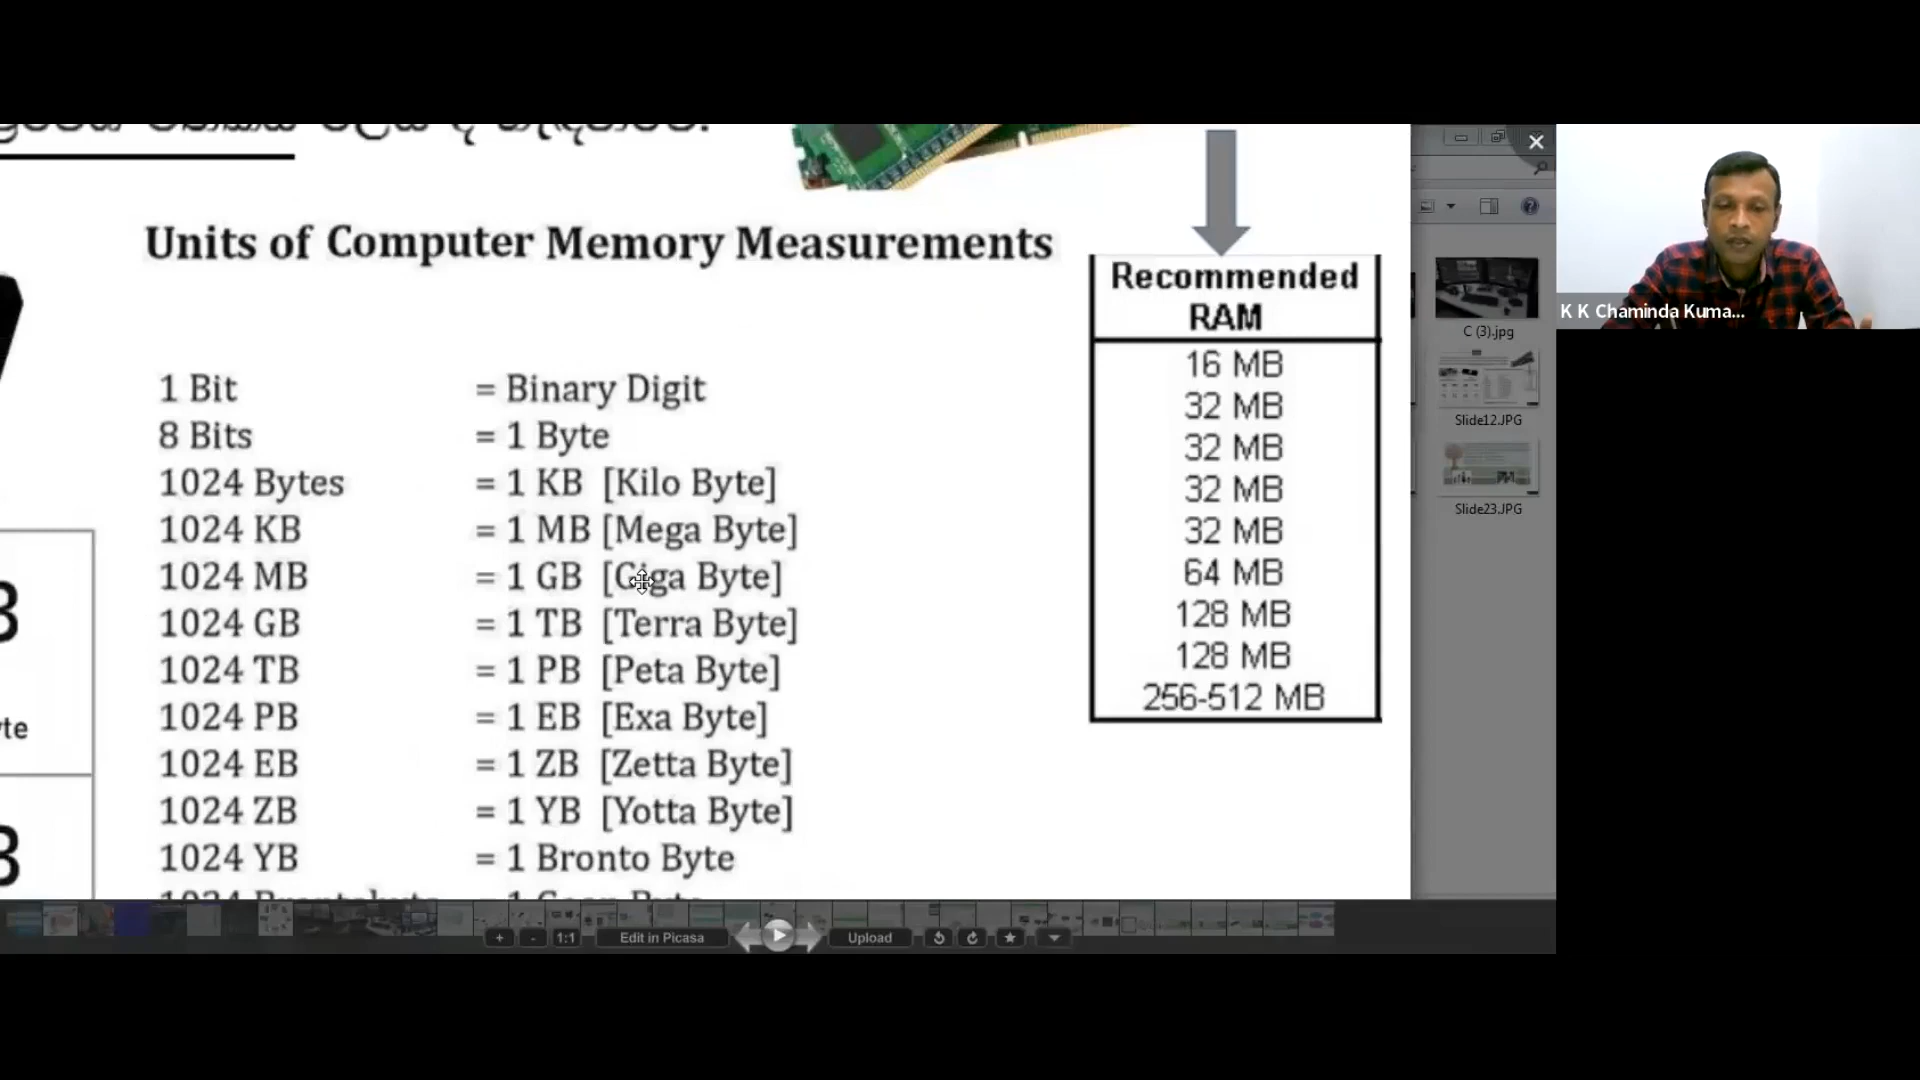 Units of Computer Memory Measurements
1 Bit = Binary Digit
8 Bits = 1 Byte
1024 Bytes = 1 KB [Kilo Byte]
1024 KB = 1 MB [Mega Byte]
1024 MB = 1 GB [Giga Byte]
1024 GB = 1 TB [Terra Byte]
1024 TB = 1 PB [Peta Byte]
1024 PB = 1 EB [Exa Byte]
1024 EB = 1 ZB [Zetta Byte]
1024 ZB = 1 YB [Yotta Byte]
1024 YB = 1 Bronto Byte
Recommended
RAM
16 MB
32 MB
32 MB
32 MB
32 MB
64 MB
128 MB
128 MB
256-512 MB
C (3).jpg
Slide12.JPG
Slide23.JPG
K K Chaminda Kuma...
+ - 1:1 Edit in Picasa Upload